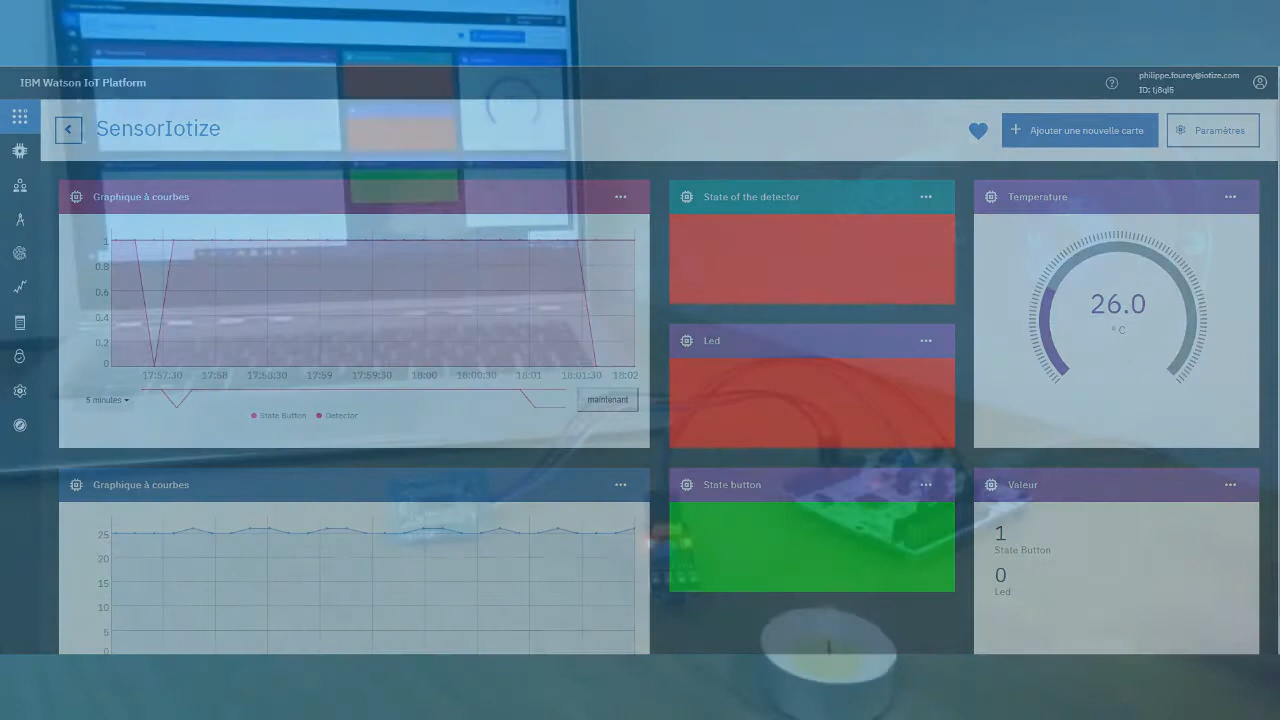 IBM Watson IoT Platform
philippe.fourey@iotize.com
ID: tj8ql5
SensorIotize
Ajouter une nouvelle carte
Paramètres
Graphique à courbes
State of the detector
Temperature
1
0.8
0.6
0.4
0.2
0
17:57:30 17:58 17:58:30 17:59 17:59:30 18:00 18:00:30 18:01 18:01:30 18:02
5 minutes
maintenant
State Button Detector
26.0
°C
Led
Graphique à courbes
State button
Valeur
25
20
15
10
5
0
1
State Button
0
Led